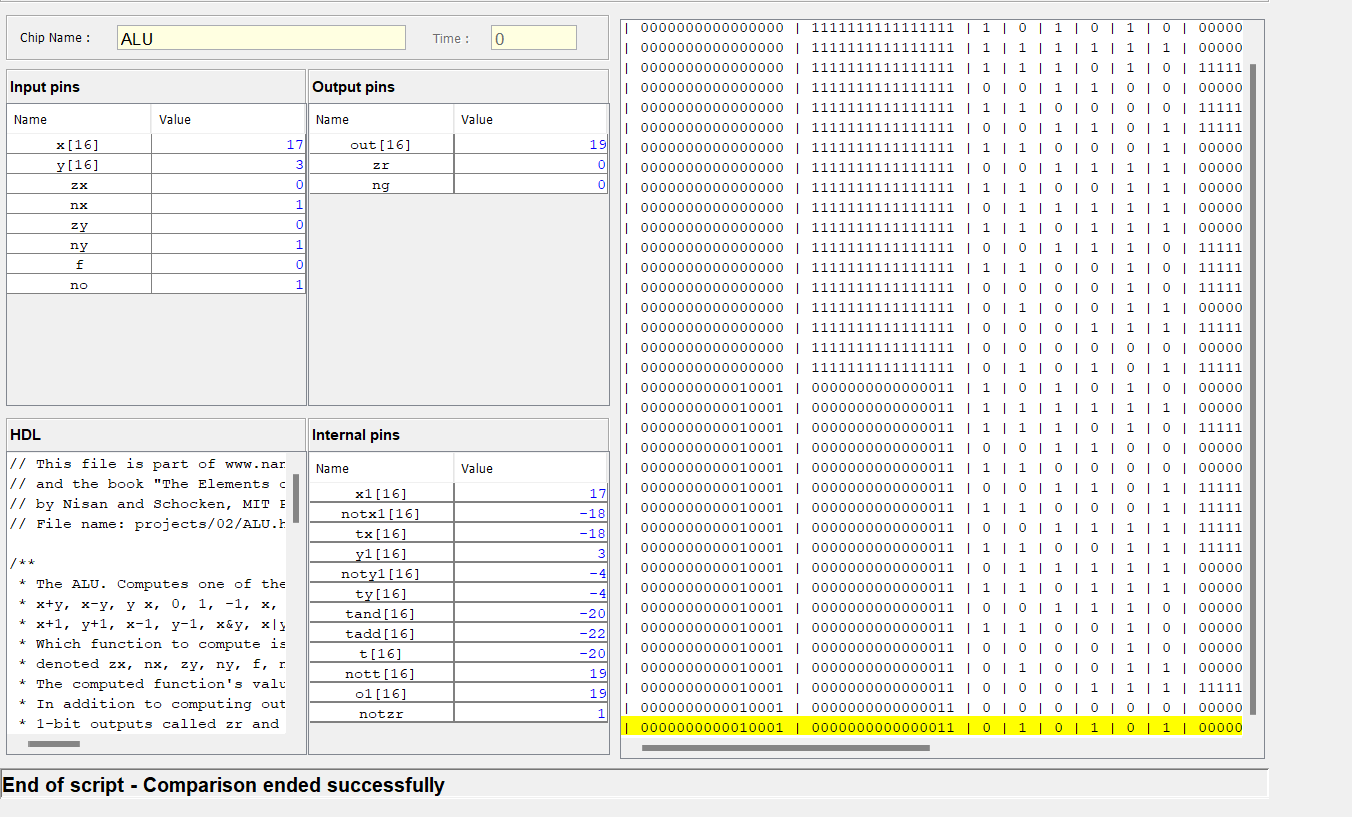 Chip Name :
ALU
Time :
0
Input pins
Name Value
x[16] 17
y[16] 3
zx 0
nx 1
zy 0
ny 1
f 0
no 1
Output pins
Name Value
out[16] 19
zr 0
ng 0
HDL
// This file is part of www.nan
// and the book "The Elements o
// by Nisan and Schocken, MIT P
// File name: projects/02/ALU.h
/**
* The ALU. Computes one of the
* x+y, x-y, y x, 0, 1, -1, x,
* x+1, y+1, x-1, y-1, x&y, x|y
* Which function to compute is
* denoted zx, nx, zy, ny, f, n
* The computed function's valu
* In addition to computing out
* 1-bit outputs called zr and
Internal pins
Name Value
x1[16] 17
notx1[16] -18
tx[16] -18
y1[16] 3
noty1[16] -4
ty[16] -4
tand[16] -20
tadd[16] -22
t[16] -20
nott[16] 19
o1[16] 19
notzr 1
| 0000000000000000 | 1111111111111111 | 1 | 0 | 1 | 0 | 1 | 0 | 00000
| 0000000000000000 | 1111111111111111 | 1 | 1 | 1 | 1 | 1 | 1 | 00000
| 0000000000000000 | 1111111111111111 | 1 | 1 | 1 | 0 | 1 | 0 | 11111
| 0000000000000000 | 1111111111111111 | 0 | 0 | 1 | 1 | 0 | 0 | 00000
| 0000000000000000 | 1111111111111111 | 1 | 1 | 0 | 0 | 0 | 0 | 11111
| 0000000000000000 | 1111111111111111 | 0 | 0 | 1 | 1 | 0 | 1 | 11111
| 0000000000000000 | 1111111111111111 | 1 | 1 | 0 | 0 | 0 | 1 | 00000
| 0000000000000000 | 1111111111111111 | 0 | 0 | 1 | 1 | 1 | 1 | 00000
| 0000000000000000 | 1111111111111111 | 1 | 1 | 0 | 0 | 1 | 1 | 00000
| 0000000000000000 | 1111111111111111 | 0 | 1 | 1 | 1 | 1 | 1 | 00000
| 0000000000000000 | 1111111111111111 | 1 | 1 | 0 | 1 | 1 | 1 | 00000
| 0000000000000000 | 1111111111111111 | 0 | 0 | 1 | 1 | 1 | 0 | 11111
| 0000000000000000 | 1111111111111111 | 1 | 1 | 0 | 0 | 1 | 0 | 11111
| 0000000000000000 | 1111111111111111 | 0 | 0 | 0 | 0 | 1 | 0 | 11111
| 0000000000000000 | 1111111111111111 | 0 | 1 | 0 | 0 | 1 | 1 | 00000
| 0000000000000000 | 1111111111111111 | 0 | 0 | 0 | 1 | 1 | 1 | 11111
| 0000000000000000 | 1111111111111111 | 0 | 0 | 0 | 0 | 0 | 0 | 00000
| 0000000000000000 | 1111111111111111 | 0 | 1 | 0 | 1 | 0 | 1 | 11111
| 0000000000010001 | 0000000000000011 | 1 | 0 | 1 | 0 | 1 | 0 | 00000
| 0000000000010001 | 0000000000000011 | 1 | 1 | 1 | 1 | 1 | 1 | 00000
| 0000000000010001 | 0000000000000011 | 1 | 1 | 1 | 0 | 1 | 0 | 11111
| 0000000000010001 | 0000000000000011 | 0 | 0 | 1 | 1 | 0 | 0 | 00000
| 0000000000010001 | 0000000000000011 | 1 | 1 | 0 | 0 | 0 | 0 | 00000
| 0000000000010001 | 0000000000000011 | 0 | 0 | 1 | 1 | 0 | 1 | 11111
| 0000000000010001 | 0000000000000011 | 1 | 1 | 0 | 0 | 0 | 1 | 11111
| 0000000000010001 | 0000000000000011 | 0 | 0 | 1 | 1 | 1 | 1 | 11111
| 0000000000010001 | 0000000000000011 | 1 | 1 | 0 | 0 | 1 | 1 | 11111
| 0000000000010001 | 0000000000000011 | 0 | 1 | 1 | 1 | 1 | 1 | 00000
| 0000000000010001 | 0000000000000011 | 1 | 1 | 0 | 1 | 1 | 1 | 00000
| 0000000000010001 | 0000000000000011 | 0 | 0 | 1 | 1 | 1 | 0 | 00000
| 0000000000010001 | 0000000000000011 | 1 | 1 | 0 | 0 | 1 | 0 | 00000
| 0000000000010001 | 0000000000000011 | 0 | 0 | 0 | 0 | 1 | 0 | 00000
| 0000000000010001 | 0000000000000011 | 0 | 1 | 0 | 0 | 1 | 1 | 00000
| 0000000000010001 | 0000000000000011 | 0 | 0 | 0 | 1 | 1 | 1 | 11111
| 0000000000010001 | 0000000000000011 | 0 | 0 | 0 | 0 | 0 | 0 | 00000
| 0000000000010001 | 0000000000000011 | 0 | 1 | 0 | 1 | 0 | 1 | 00000
End of script - Comparison ended successfully